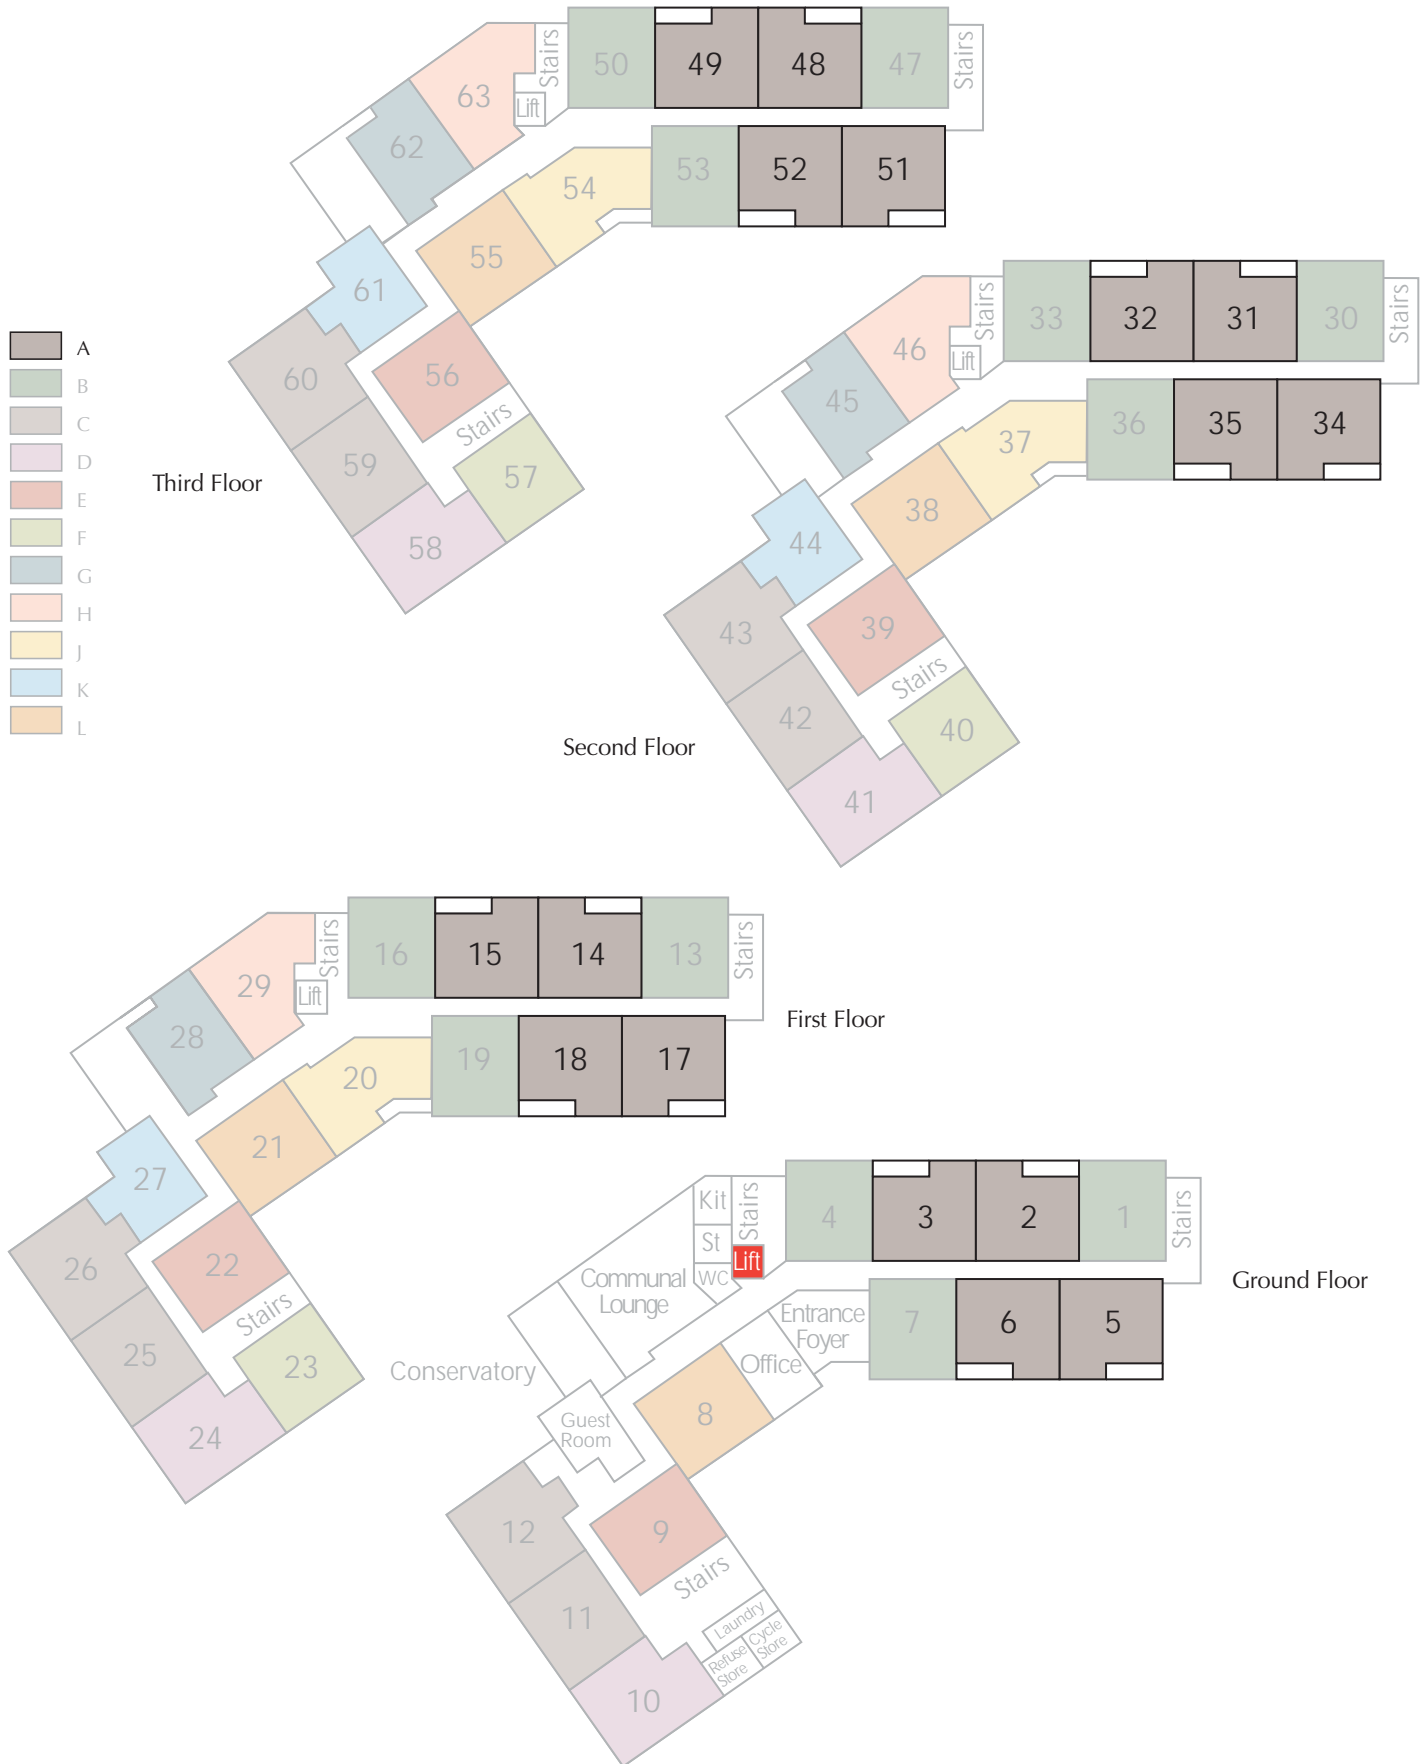 50
49
48
47
Stairs
Stairs
63
Lift
62
53
52
51
54
55
61
60
56
59
Stairs
57
58
Third Floor
A
B
C
D
E
F
G
H
J
K
L
33
32
31
30
Stairs
Stairs
46
Lift
45
36
35
34
37
38
44
43
39
42
Stairs
40
41
Second Floor
16
15
14
13
Stairs
Stairs
29
Lift
28
19
18
17
First Floor
20
21
27
26
22
25
Stairs
23
24
4
3
2
1
Kit
Stairs
Stairs
St
Lift
WC
Communal
Lounge
Ground Floor
7
6
5
Entrance
Foyer
Office
Conservatory
8
Guest
Room
12
9
11
Stairs
Laundry
Cycle
Store
Refuse
Store
10